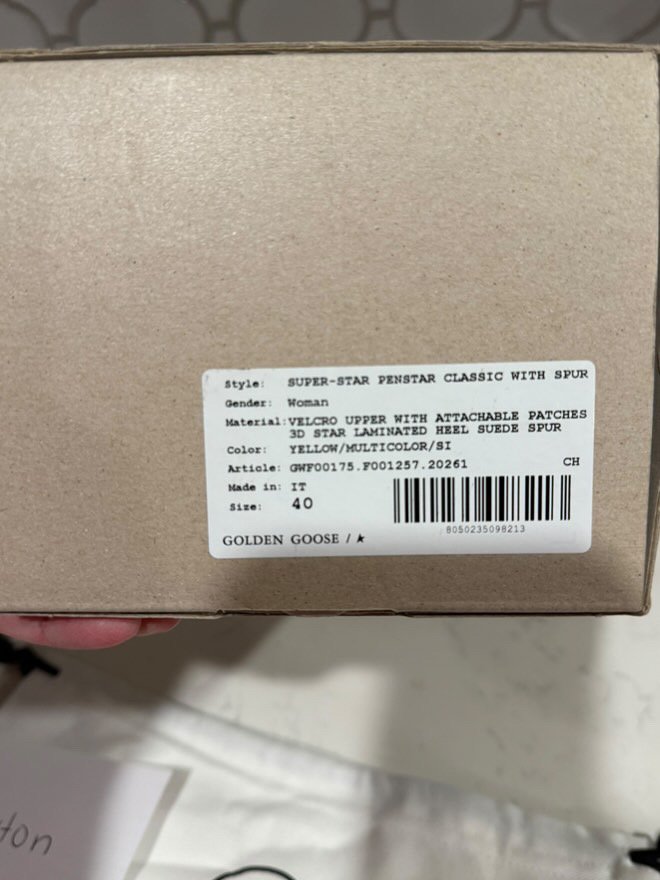 Style: SUPER-STAR PENSTAR CLASSIC WITH SPUR
Gender: Woman
Material: VELCRO UPPER WITH ATTACHABLE PATCHES
3D STAR LAMINATED HEEL SUEDE SPUR
Color: YELLOW/MULTICOLOR/SI
Article: GWF00175.F001257.20261 CH
Made in: IT
Size: 40
8050235098213
GOLDEN GOOSE /